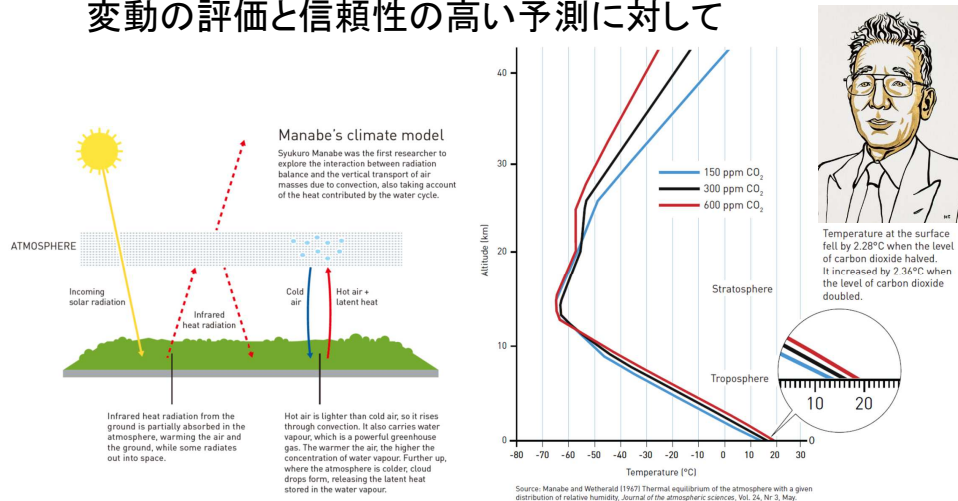 変動の評価と信頼性の高い予測に対して
Manabe's climate model
Syukuro Manabe was the first researcher to
explore the interaction between radiation
balance and the vertical transport of air
masses due to convection, also taking account
of the heat contributed by the water cycle.
ATMOSPHERE
Incoming
solar radiation
Infrared
heat radiation
Cold
air
Hot air +
latent heat
Infrared heat radiation from the
ground is partially absorbed in the
atmosphere, warming the air and
the ground, while some radiates
out into space.
Hot air is lighter than cold air, so it rises
through convection. It also carries water
vapour, which is a powerful greenhouse
gas. The warmer the air, the higher the
concentration of water vapour. Further up,
where the atmosphere is colder, cloud
drops form, releasing the latent heat
stored in the water vapour.
Altitude (km)
40
30
20
10
0
150 ppm CO₂
300 ppm CO₂
600 ppm CO₂
Stratosphere
Troposphere
0
-80 -70 -60 -50 -40 -30 -20 -10 0 10 20 30
Temperature (°C)
Source: Manabe and Wetherald (1967) Thermal equilibrium of the atmosphere with a given
distribution of relative humidity, Journal of the atmospheric sciences, Vol. 24, Nr 3, May.
Temperature at the surface
fell by 2.28°C when the level
of carbon dioxide halved.
It increased by 2.36°C when
the level of carbon dioxide
doubled.
10 20